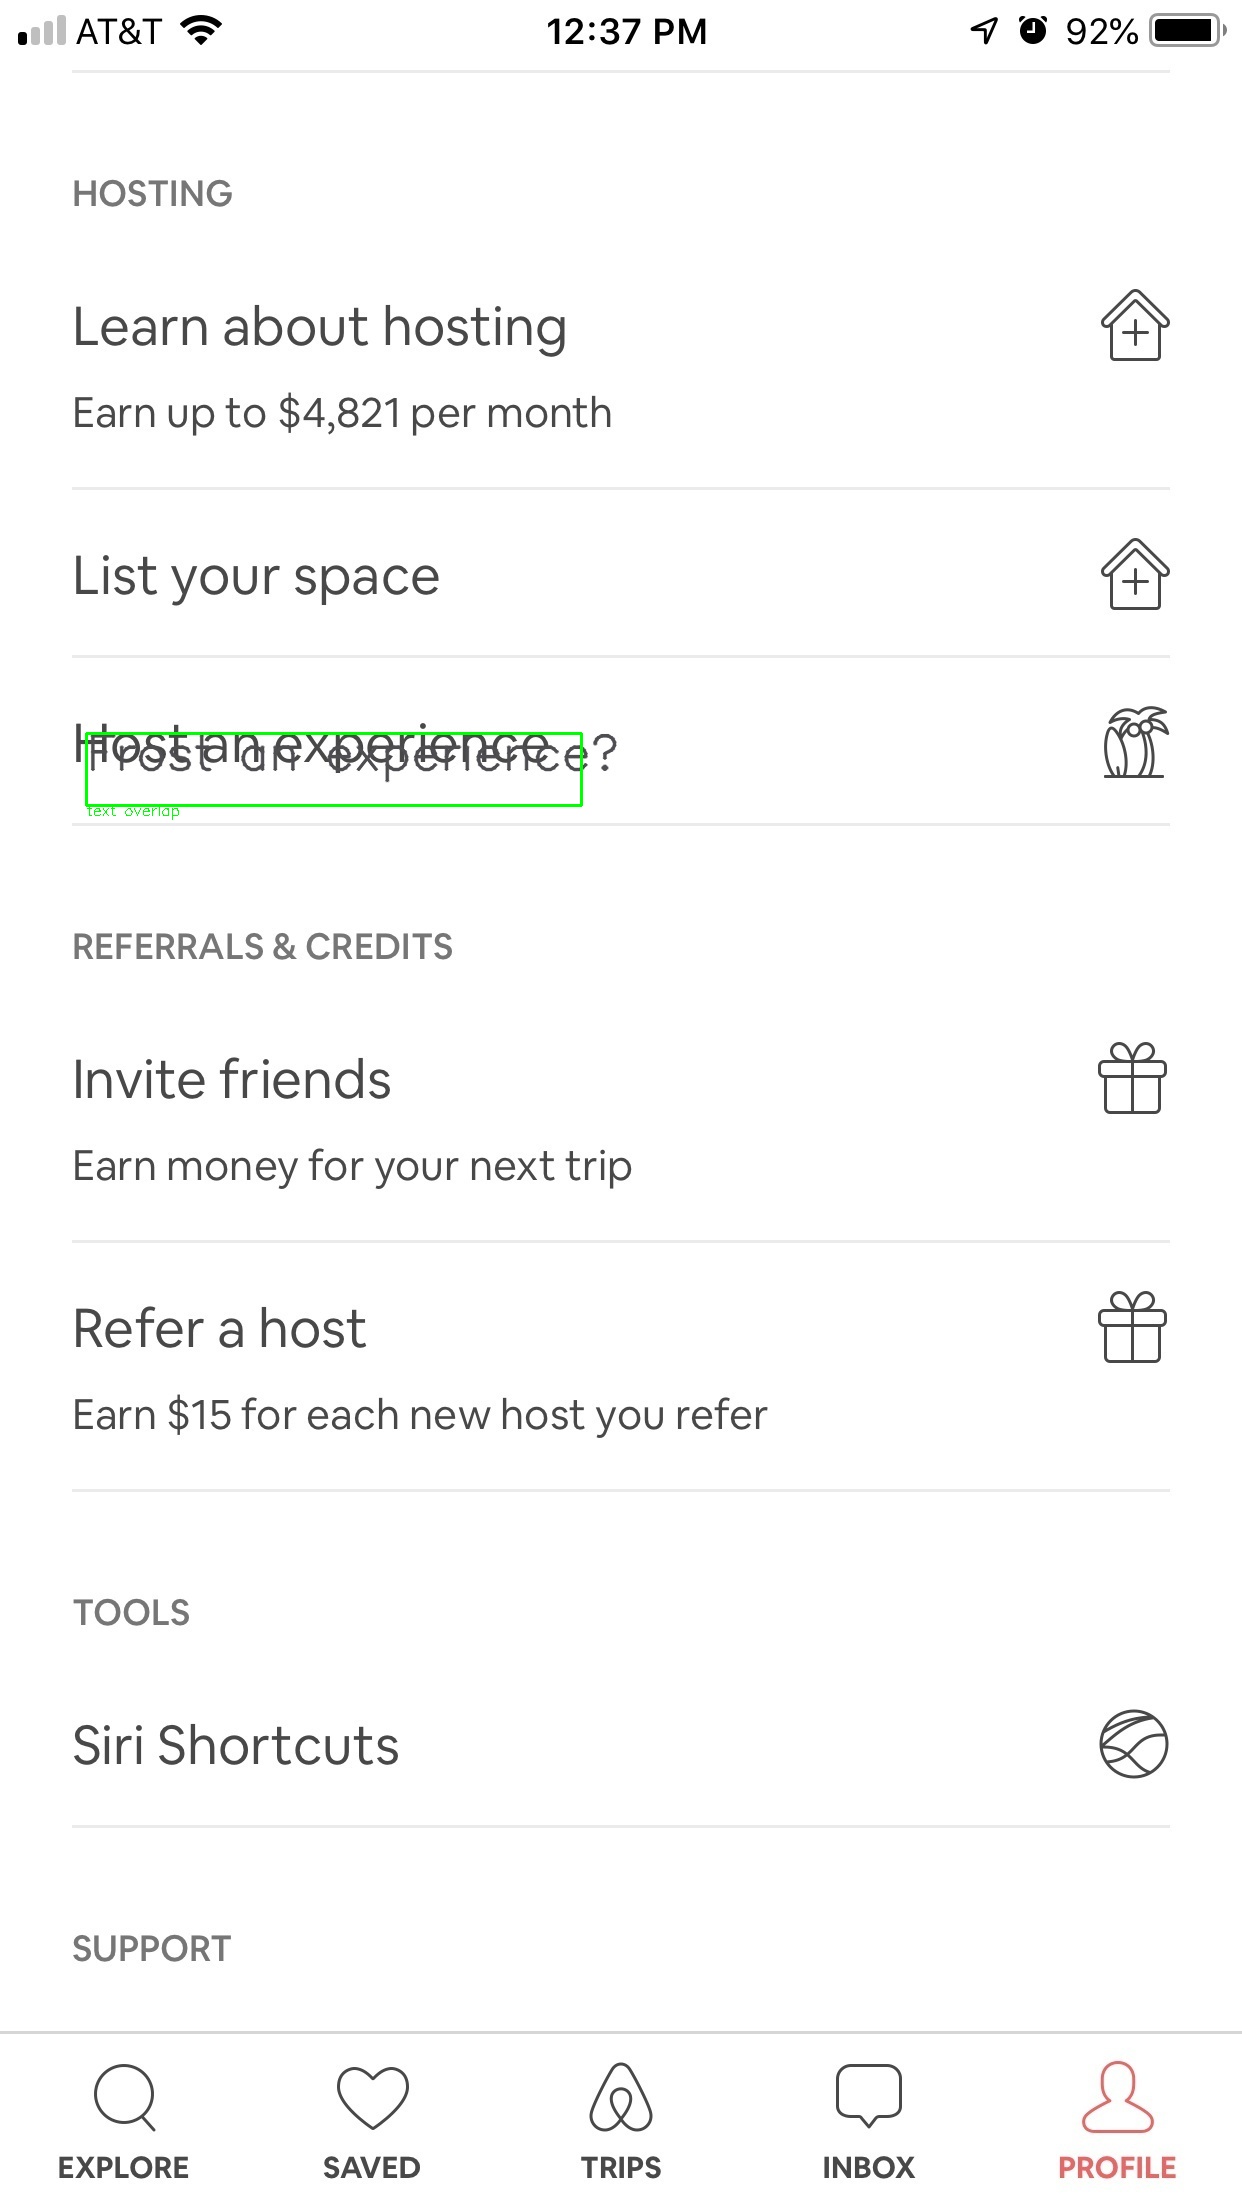 AT&T 12:37 PM 92%
HOSTING
Learn about hosting
Earn up to $4,821 per month
List your space
Host an experience
Frost an experience?
text overlap
REFERRALS & CREDITS
Invite friends
Earn money for your next trip
Refer a host
Earn $15 for each new host you refer
TOOLS
Siri Shortcuts
SUPPORT
EXPLORE SAVED TRIPS INBOX PROFILE